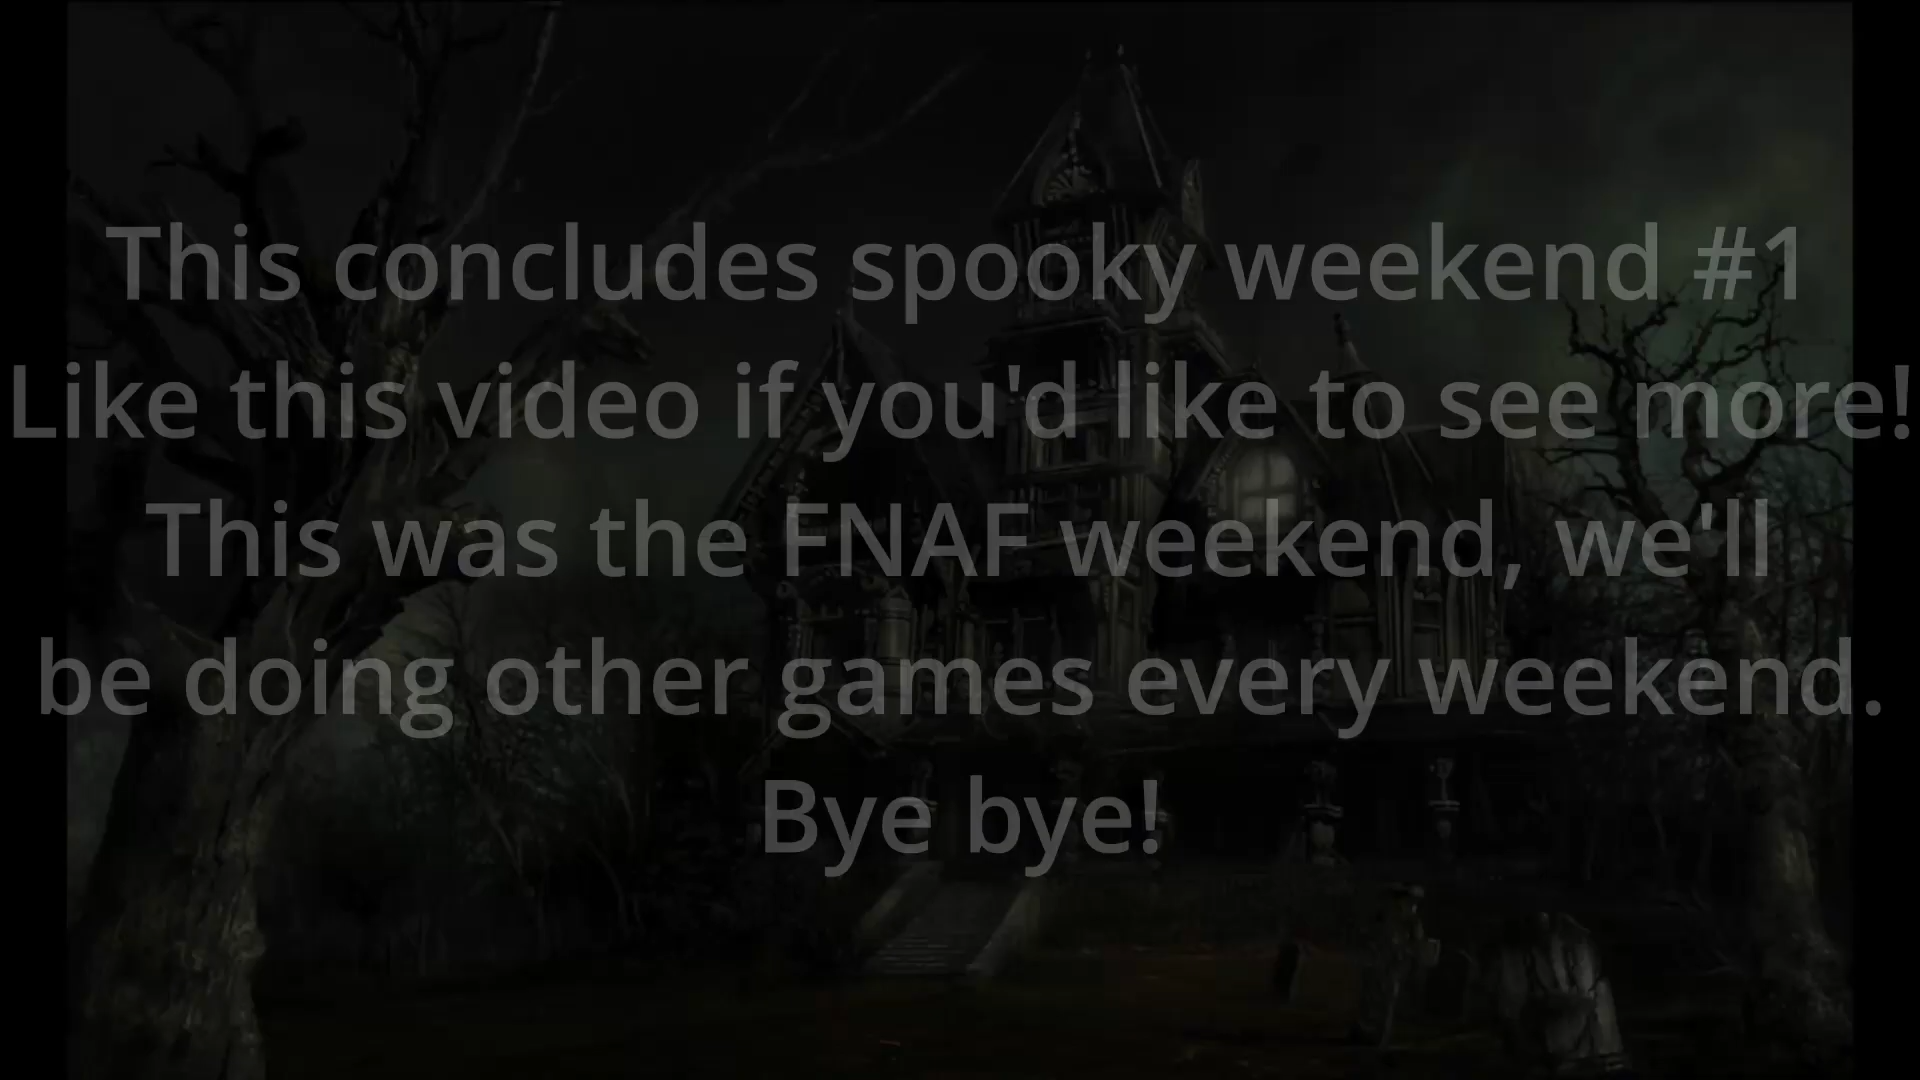 This concludes spooky weekend #1
Like this video if you'd like to see more!
This was the FNAF weekend, we'll
be doing other games every weekend.
Bye bye!